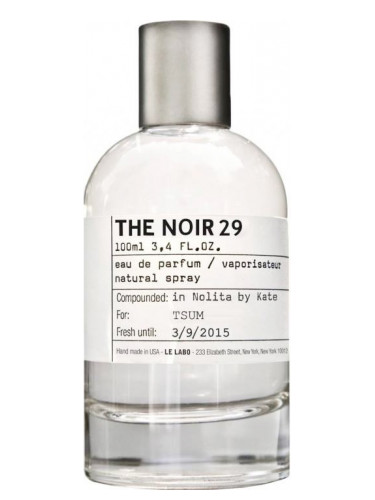 THE NOIR 29
100ml 3,4 FL.OZ.
eau de parfum / vaporisateur
natural spray
Compounded: in Nolita by Kate
For: TSUM
Fresh until: 3/9/2015
Hand made in USA - LE LABO - 233 Elizabeth Street, New York, New York,